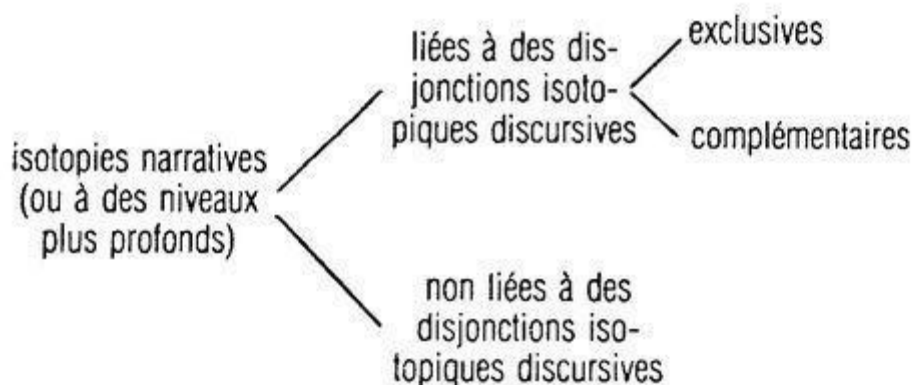 isotopies narratives
(ou à des niveaux
plus profonds)
liées à des dis-
jonctions isoto-
piques discursives
exclusives
complémentaires
non liées à des
disjonctions iso-
topiques discursives